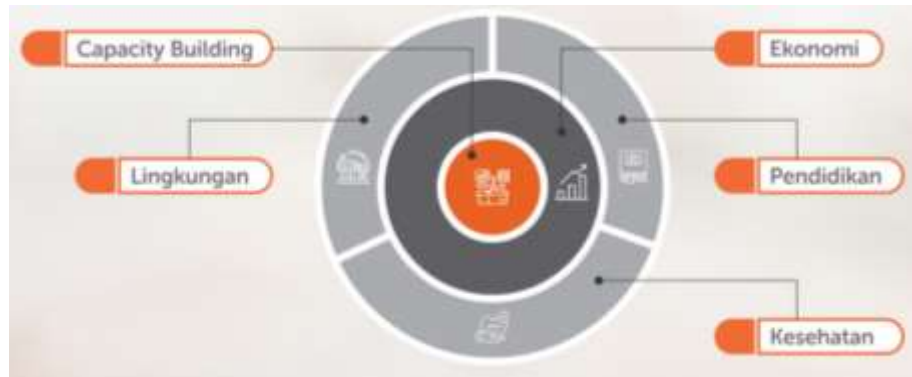 Capacity Building
Ekonomi
Lingkungan
Pendidikan
Kesehatan